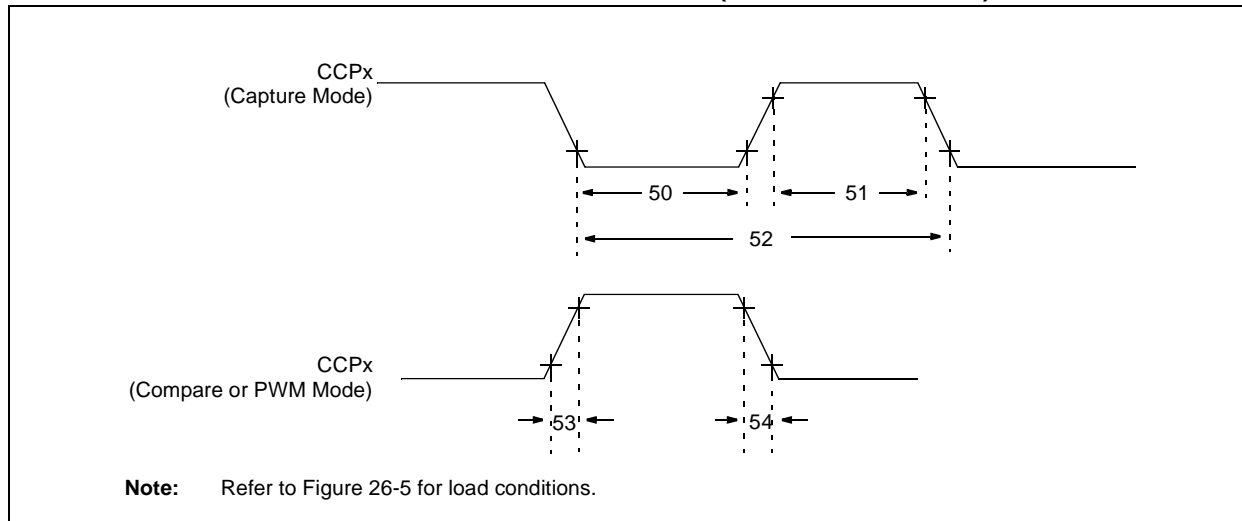 CCPx
(Capture Mode)
50
51
52
CCPx
(Compare or PWM Mode)
53
54
Note: Refer to Figure 26-5 for load conditions.